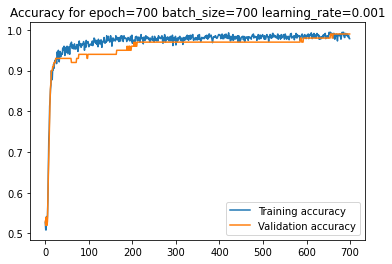 Accuracy for epoch=700 batch_size=700 learning_rate=0.001
1.0
0.9
0.8
0.7
0.6
0.5
0 100 200 300 400 500 600 700
Training accuracy
Validation accuracy